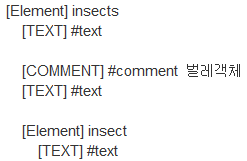 [Element] insects
[TEXT] #text
[COMMENT] #comment 벌레객체
[TEXT] #text
[Element] insect
[TEXT] #text